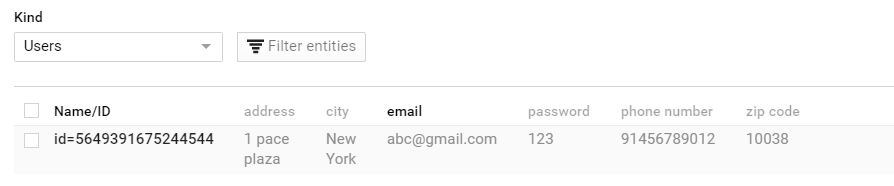 Kind
Users Filter entities
Name/ID address city email password phone number zip code
id=5649391675244544 1 pace New abc@gmail.com 123 91456789012 10038
plaza York